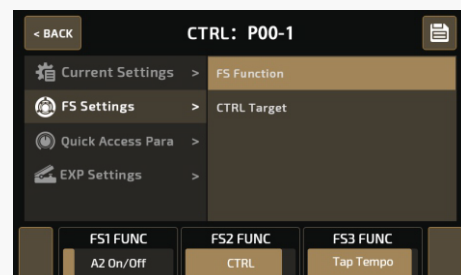 < BACK
CTRL: P00-1
Current Settings >
FS Settings >
Quick Access Para >
EXP Settings >
FS Function
CTRL Target
FS1 FUNC
A2 On/Off
FS2 FUNC
CTRL
FS3 FUNC
Tap Tempo